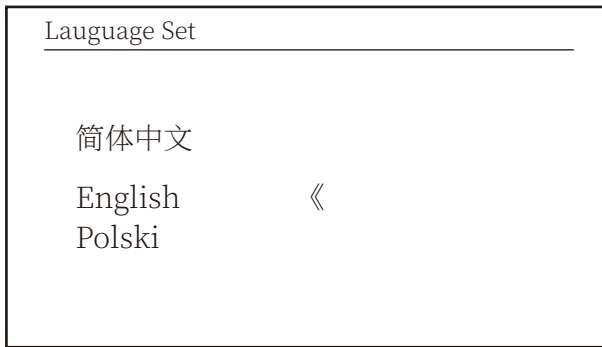 Lauguage Set
简体中文
English 《
Polski